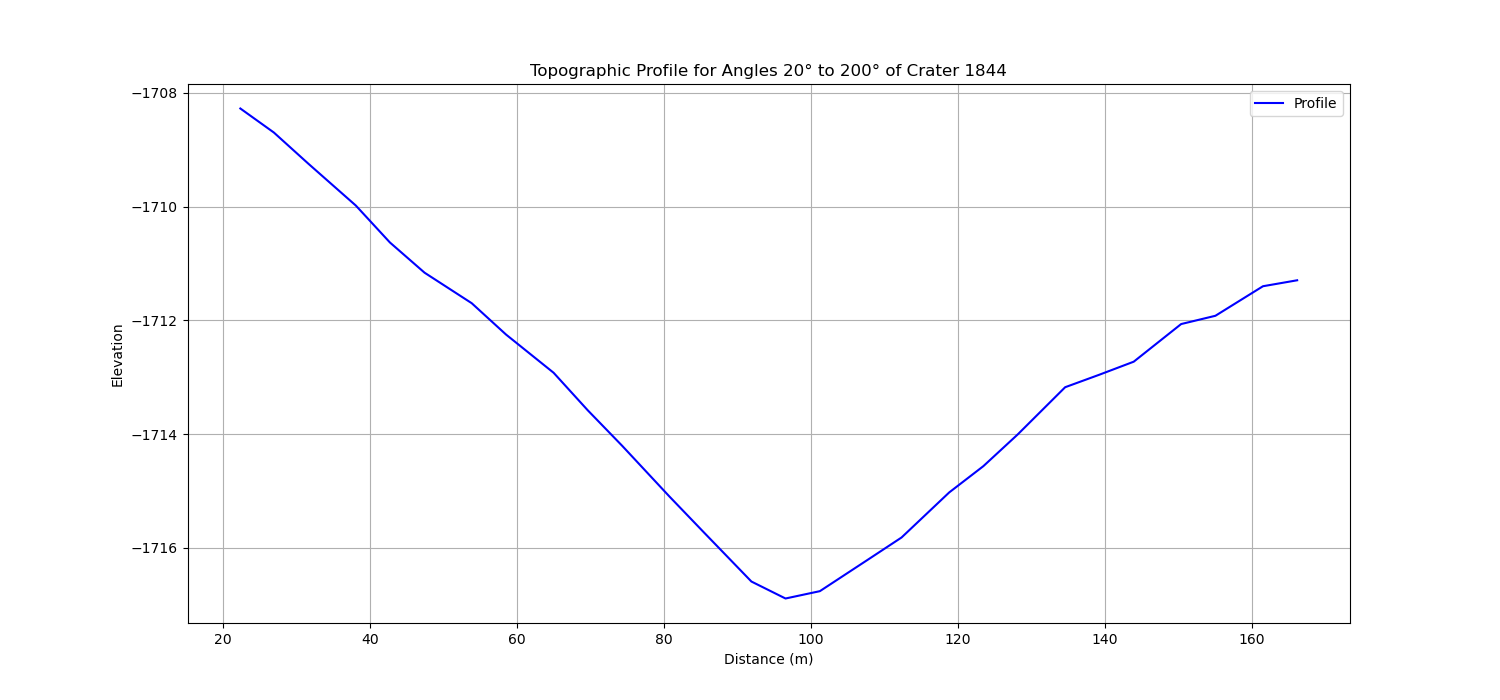 Topographic Profile for Angles 20° to 200° of Crater 1844
Profile
−1708
−1710
−1712
−1714
−1716
Elevation
20 40 60 80 100 120 140 160
Distance (m)